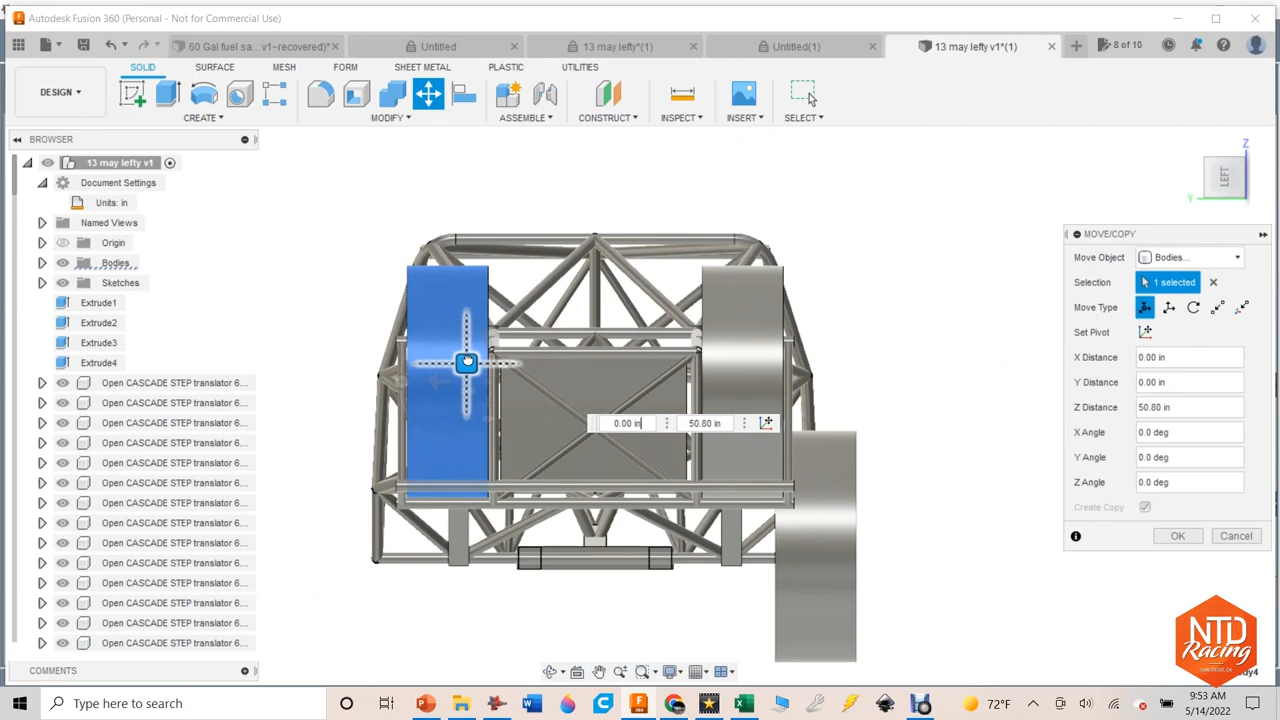 Autodesk Fusion 360 (Personal - Not for Commercial Use)
60 Gal fuel sa... v1~recovered)*
Untitled
13 may lefty*(1)
Untitled(1)
13 may lefty v1*(1)
8 of 10
SOLID SURFACE MESH FORM SHEET METAL PLASTIC UTILITIES
DESIGN
CREATE MODIFY ASSEMBLE CONSTRUCT INSPECT INSERT SELECT
BROWSER
13 may lefty v1
Document Settings
Units: in
Named Views
Origin
Bodies
Sketches
Extrude1
Extrude2
Extrude3
Extrude4
Open CASCADE STEP translator 6....
Open CASCADE STEP translator 6....
Open CASCADE STEP translator 6....
Open CASCADE STEP translator 6....
Open CASCADE STEP translator 6....
Open CASCADE STEP translator 6....
Open CASCADE STEP translator 6....
Open CASCADE STEP translator 6....
Open CASCADE STEP translator 6....
Open CASCADE STEP translator 6....
Open CASCADE STEP translator 6....
Open CASCADE STEP translator 6....
Open CASCADE STEP translator 6....
Open CASCADE STEP translator 6....
COMMENTS
Z
LEFT
Y
0.00 in
50.80 in
MOVE/COPY
Move Object Bodies...
Selection 1 selected
Move Type
Set Pivot
X Distance 0.00 in
Y Distance 0.00 in
Z Distance 50.80 in
X Angle 0.0 deg
Y Angle 0.0 deg
Z Angle 0.0 deg
Create Copy
OK Cancel
NTD
Racing
SAN DIEGO, CA
Type here to search
72°F
9:53 AM
5/14/2022